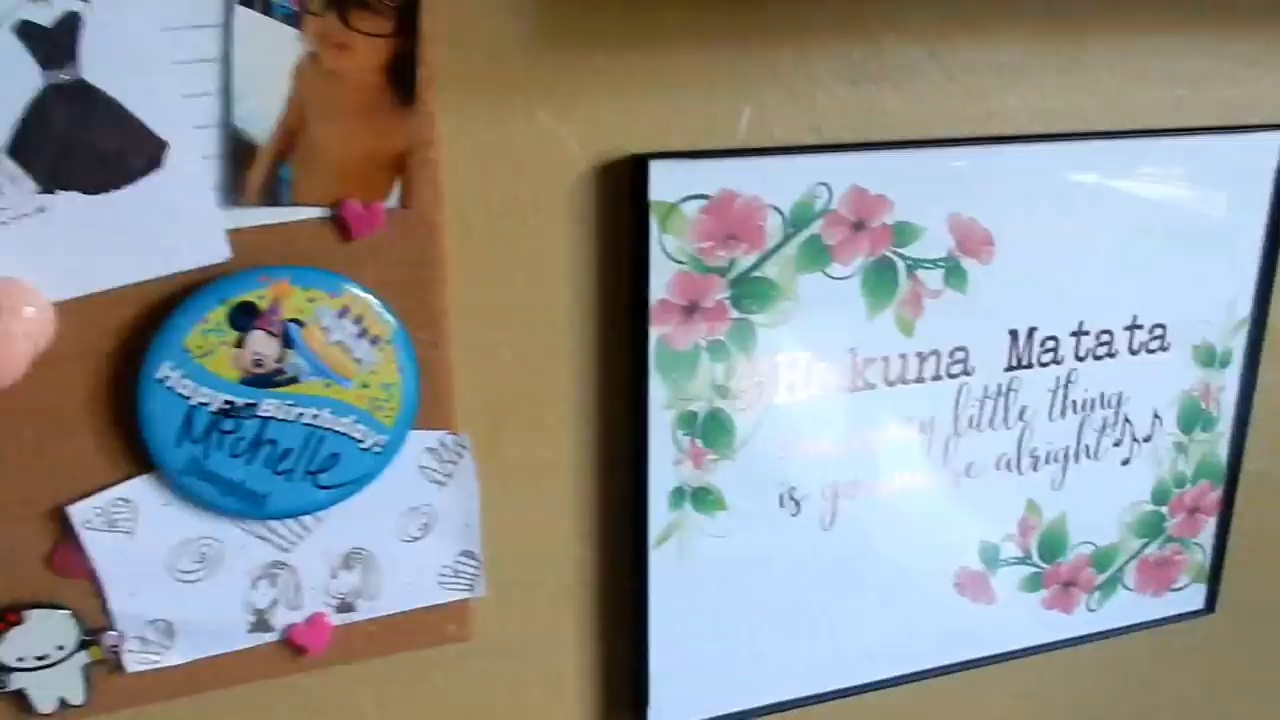 Happy Birthday!
Michelle
Hakuna Matata
little thing
is
alright